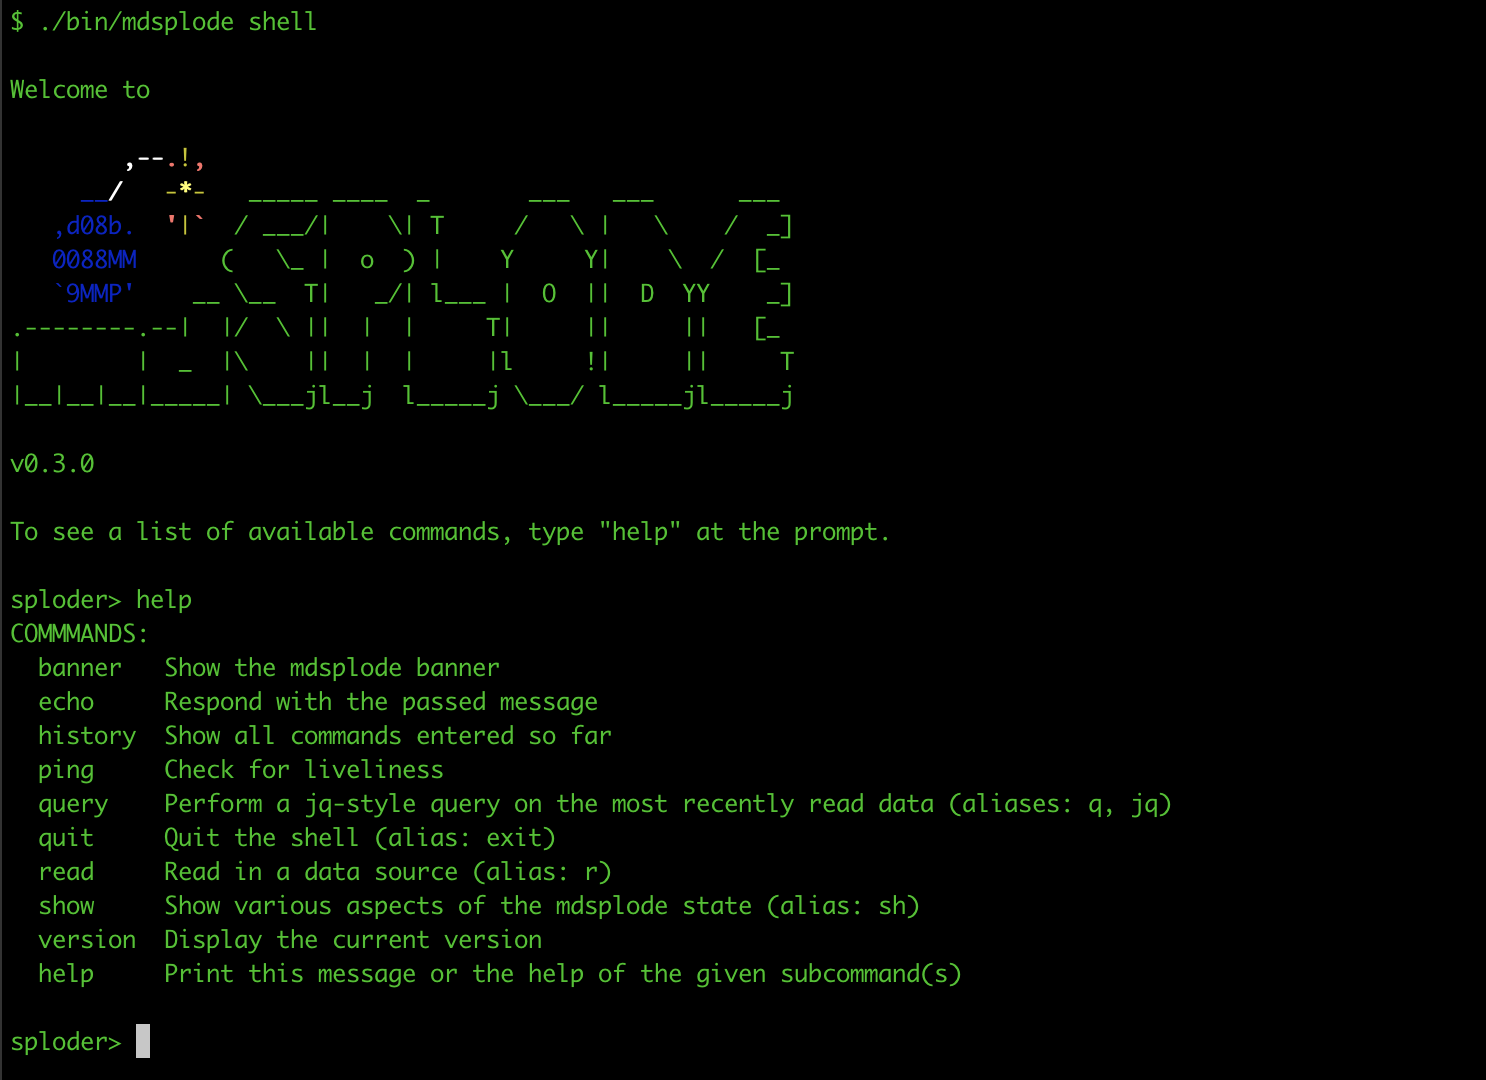 $ ./bin/mdsplode shell
Welcome to
        ,--.!,
     __/   -*-   _____ ____  _       ___   ___      ___
   ,d08b.  '|`  / ___/|    \| T     /   \ |   \    /  _]
   0088MM      (   \_ |  o  ) |    Y     Y|    \  /  [_
   `9MMP'    __ \__  T|   _/| l___ |  O  ||  D  YY    _]
.--------.--|  |/  \ ||  |  |     T|     ||     ||   [_
|        |  _  |\    ||  |  |     |l     !|     ||     T
|__|__|__|_____| \___jl__j  l_____j \___/ l_____jl_____j
v0.3.0
To see a list of available commands, type "help" at the prompt.
sploder> help
COMMMANDS:
  banner   Show the mdsplode banner
  echo     Respond with the passed message
  history  Show all commands entered so far
  ping     Check for liveliness
  query    Perform a jq-style query on the most recently read data (aliases: q, jq)
  quit     Quit the shell (alias: exit)
  read     Read in a data source (alias: r)
  show     Show various aspects of the mdsplode state (alias: sh)
  version  Display the current version
  help     Print this message or the help of the given subcommand(s)
sploder>